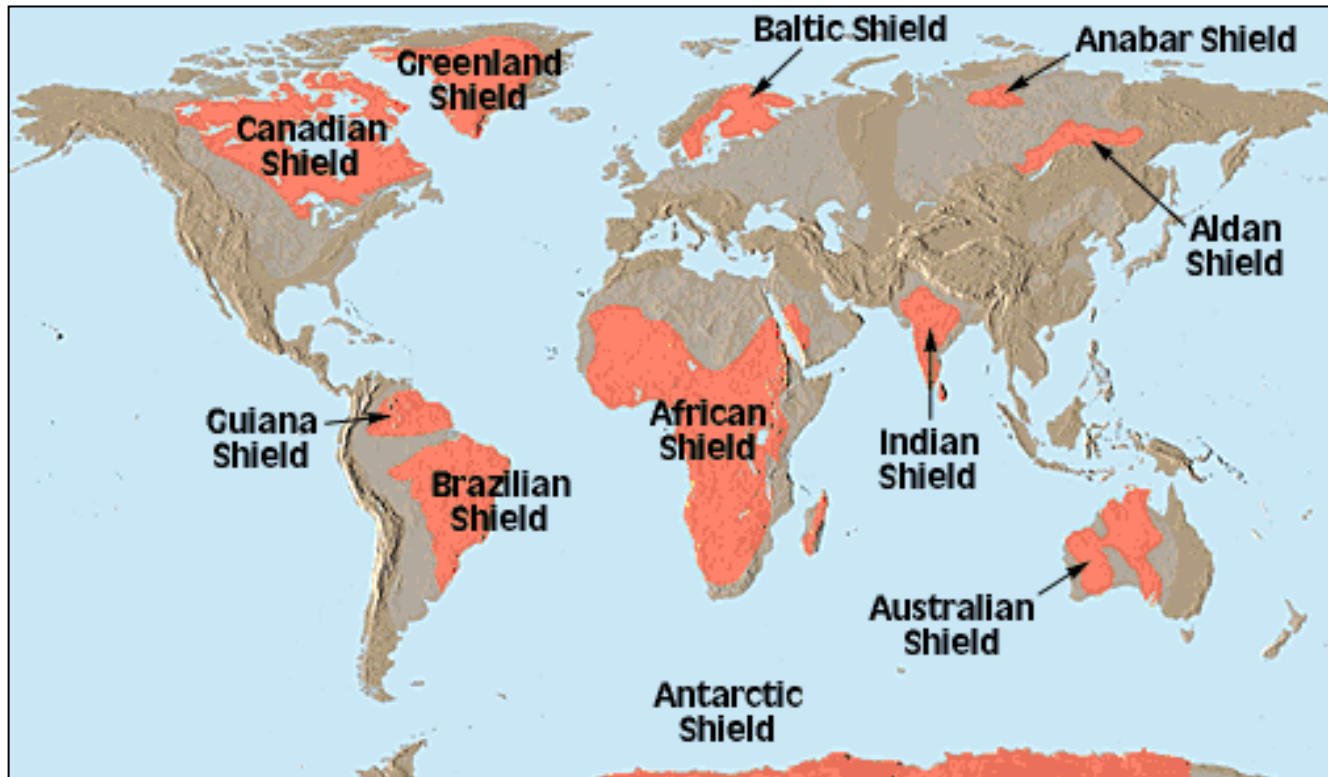 Baltic Shield
Anabar Shield
Greenland
Shield
Canadian
Shield
Aldan
Shield
Guiana
Shield
African
Shield
Indian
Shield
Brazilian
Shield
Australian
Shield
Antarctic
Shield